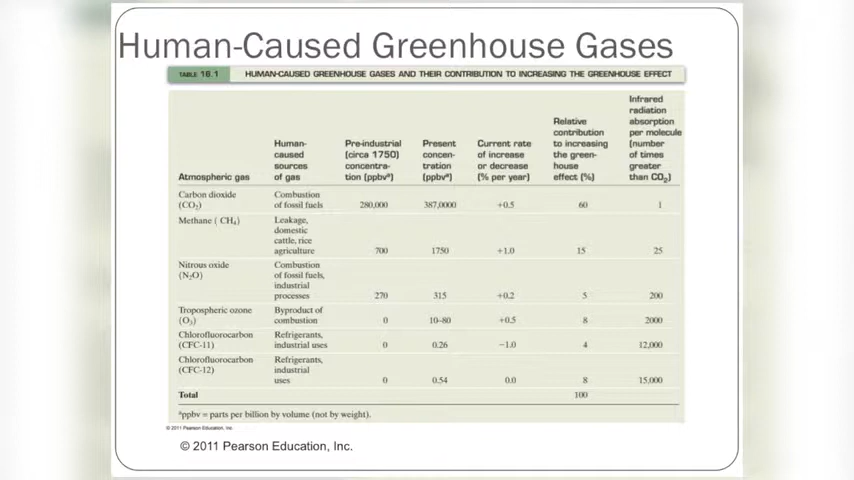 Human-Caused Greenhouse Gases
TABLE 16.1 HUMAN-CAUSED GREENHOUSE GASES AND THEIR CONTRIBUTION TO INCREASING THE GREENHOUSE EFFECT
Infrared
radiation
Relative absorption
contribution per molecule
Human- Pre-industrial Present Current rate to increasing (number
caused (circa 1750) concen- of increase the green- of times
sources concentra- tration or decrease house greater
Atmospheric gas of gas tion (ppbvª) (ppbvª) (% per year) effect (%) than CO₂)
Carbon dioxide Combustion
(CO₂) of fossil fuels 280,000 387,0000 +0.5 60 1
Methane ( CH₄) Leakage,
domestic
cattle, rice
agriculture 700 1750 +1.0 15 25
Nitrous oxide Combustion
(N₂O) of fossil fuels,
industrial
processes 270 315 +0.2 5 200
Tropospheric ozone Byproduct of
(O₃) combustion 0 10–80 +0.5 8 2000
Chlorofluorocarbon Refrigerants,
(CFC-11) industrial uses 0 0.26 −1.0 4 12,000
Chlorofluorocarbon Refrigerants,
(CFC-12) industrial
uses 0 0.54 0.0 8 15,000
Total 100
ªppbv = parts per billion by volume (not by weight).
© 2011 Pearson Education, Inc.
© 2011 Pearson Education, Inc.